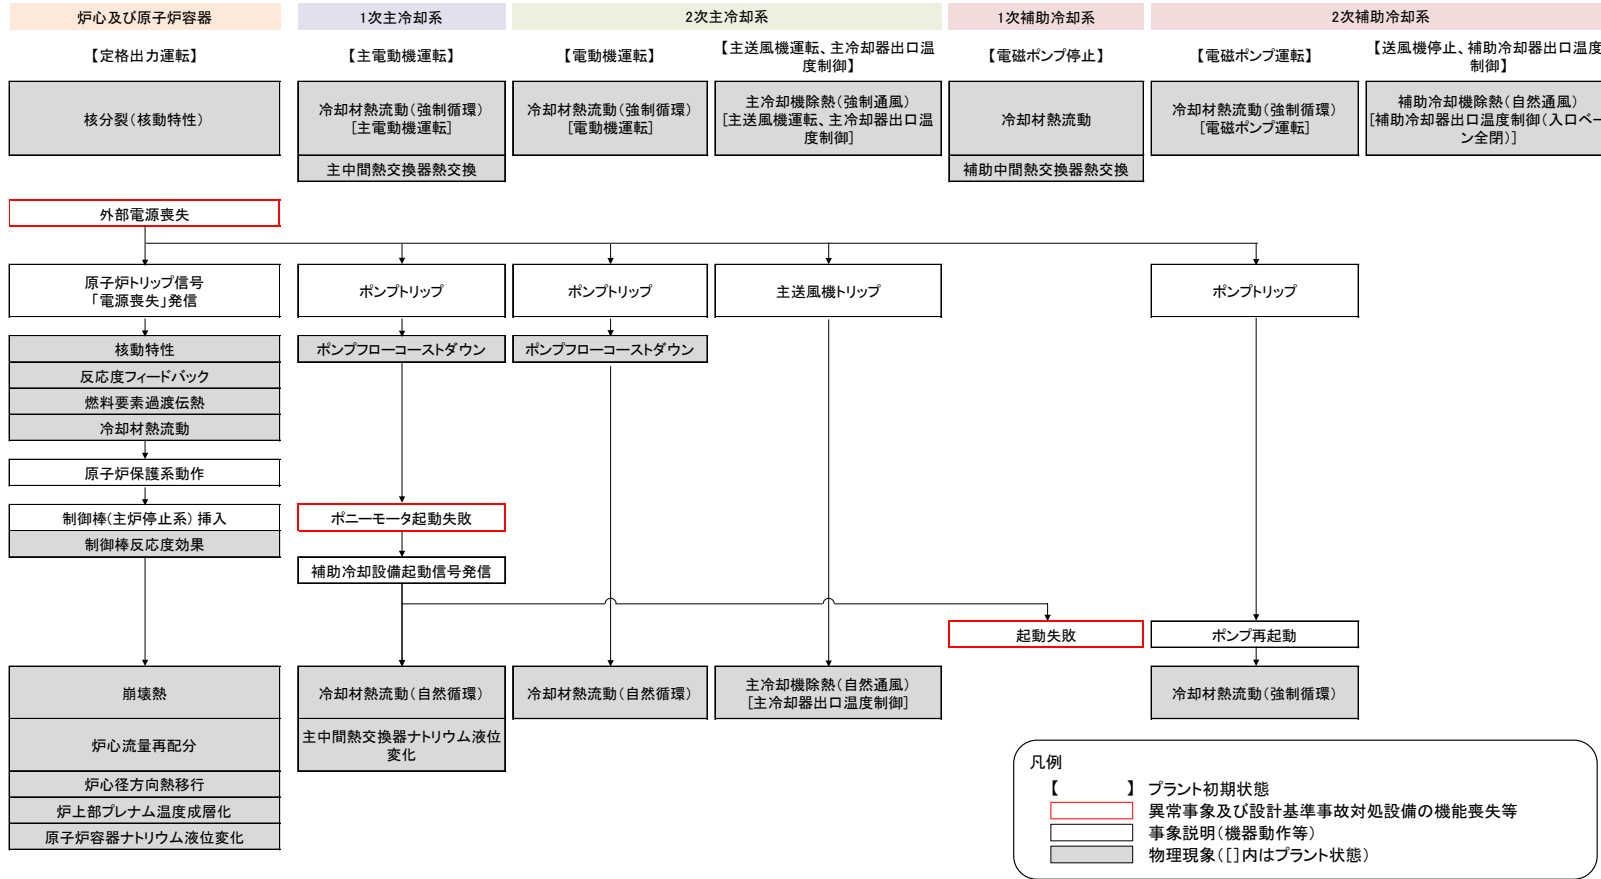 炉心及び原子炉容器
1次主冷却系
2次主冷却系
1次補助冷却系
2次補助冷却系
【定格出力運転】
【主電動機運転】
【電動機運転】
【主送風機運転、主冷却器出口温
度制御】
【電磁ポンプ停止】
【電磁ポンプ運転】
【送風機停止、補助冷却器出口温度
制御】
核分裂(核動特性)
冷却材熱流動(強制循環)
[主電動機運転]
冷却材熱流動(強制循環)
[電動機運転]
主冷却機除熱(強制通風)
[主送風機運転、主冷却器出口温
度制御]
冷却材熱流動
冷却材熱流動(強制循環)
[電磁ポンプ運転]
補助冷却機除熱(自然通風)
[補助冷却器出口温度制御(入口ベー
ン全閉)]
主中間熱交換器熱交換
補助中間熱交換器熱交換
外部電源喪失
原子炉トリップ信号
「電源喪失」発信
ポンプトリップ
ポンプトリップ
主送風機トリップ
ポンプトリップ
核動特性
ポンプフローコーストダウン
ポンプフローコーストダウン
反応度フィードバック
燃料要素過渡伝熱
冷却材熱流動
原子炉保護系動作
制御棒(主炉停止系)挿入
ポニーモータ起動失敗
制御棒反応度効果
補助冷却設備起動信号発信
起動失敗
ポンプ再起動
崩壊熱
冷却材熱流動(自然循環)
冷却材熱流動(自然循環)
主冷却機除熱(自然通風)
[主冷却器出口温度制御]
冷却材熱流動(強制循環)
炉心流量再配分
主中間熱交換器ナトリウム液位
変化
炉心径方向熱移行
炉上部プレナム温度成層化
原子炉容器ナトリウム液位変化
凡例
【 】 プラント初期状態
異常事象及び設計基準事故対処設備の機能喪失等
事象説明(機器動作等)
物理現象([]内はプラント状態)